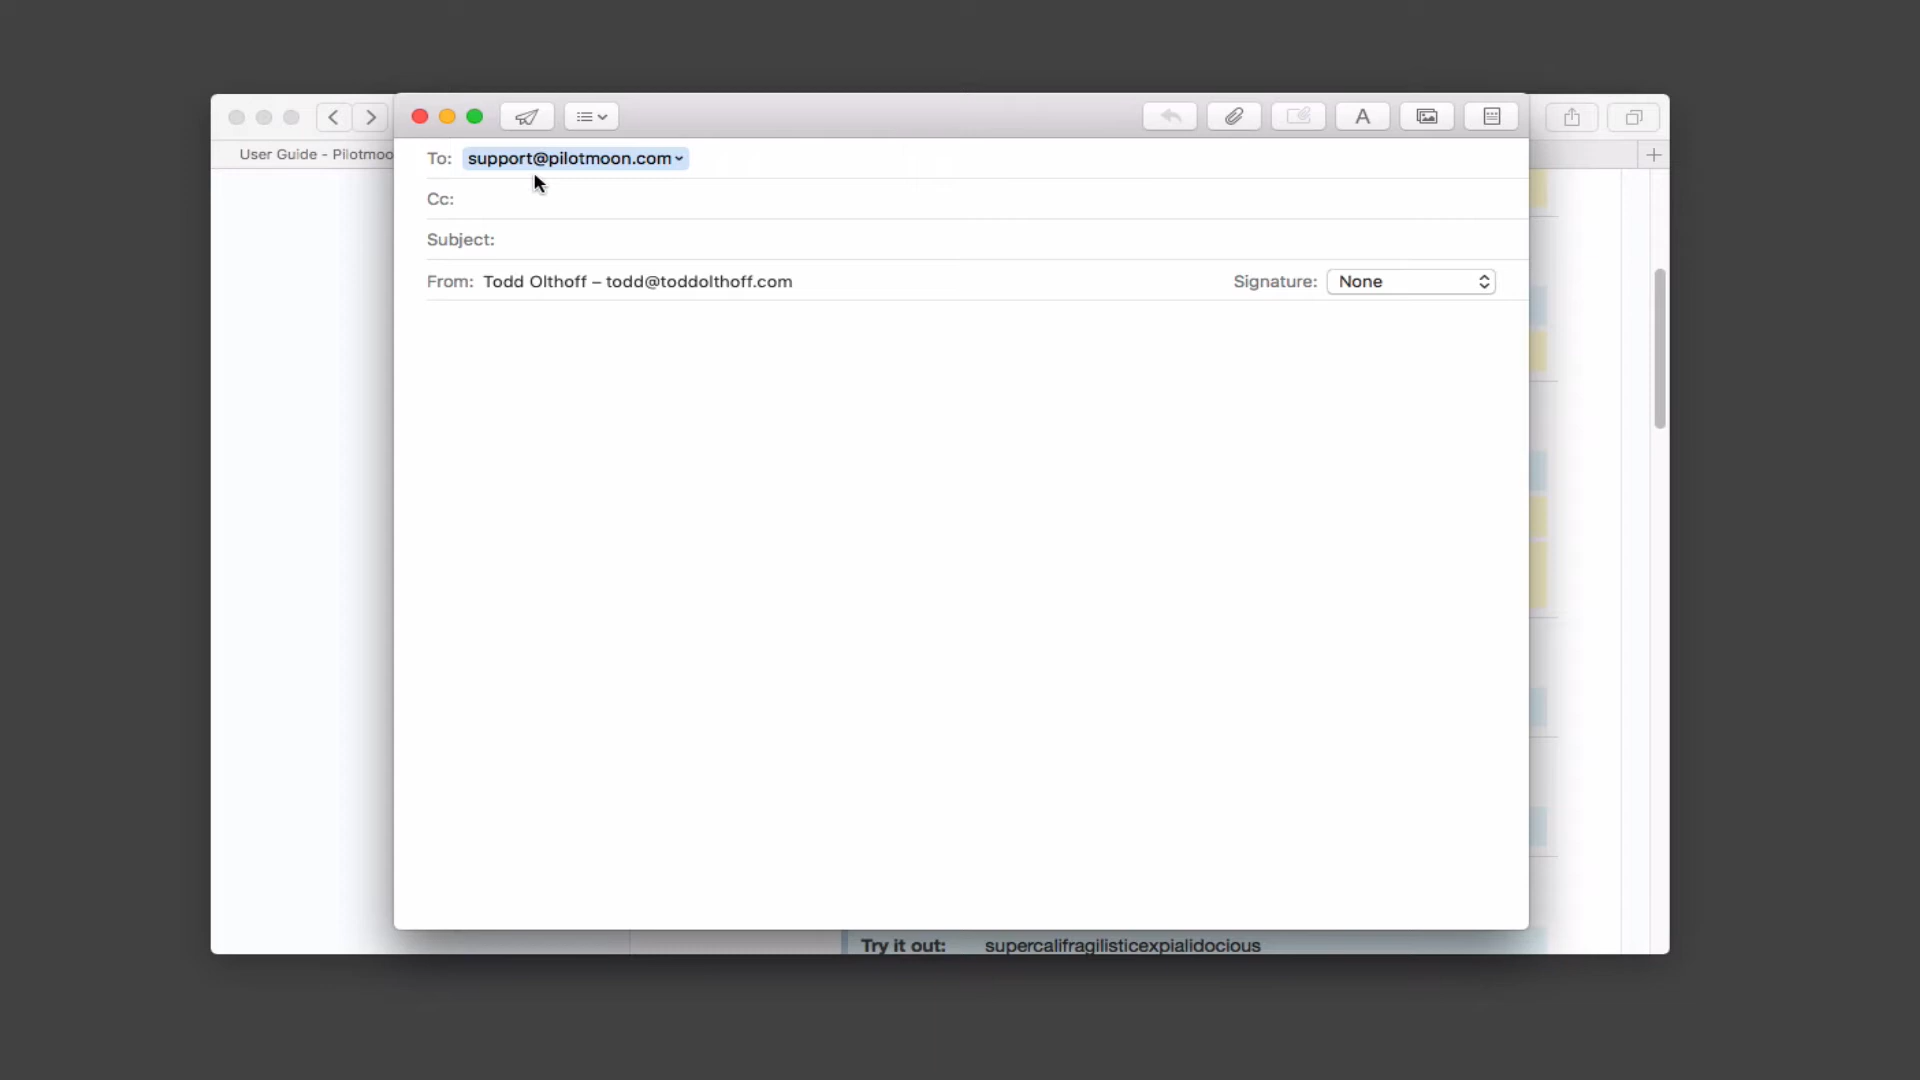 User Guide - Pilotmoo
To: support@pilotmoon.com
Cc:
Subject:
From: Todd Olthoff – todd@toddolthoff.com
Signature: None
Try it out: supercalifragilisticexpialidocious